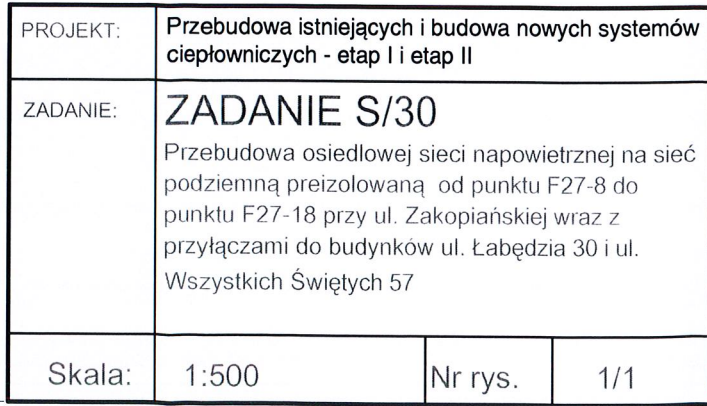 PROJEKT: Przebudowa istniejących i budowa nowych systemów
ciepłowniczych - etap I i etap II
ZADANIE: ZADANIE S/30
Przebudowa osiedlowej sieci napowietrznej na sieć
podziemną preizolowaną od punktu F27-8 do
punktu F27-18 przy ul. Zakopiańskiej wraz z
przyłączami do budynków ul. Łabędzia 30 i ul.
Wszystkich Świętych 57
Skala: 1:500 Nr rys. 1/1